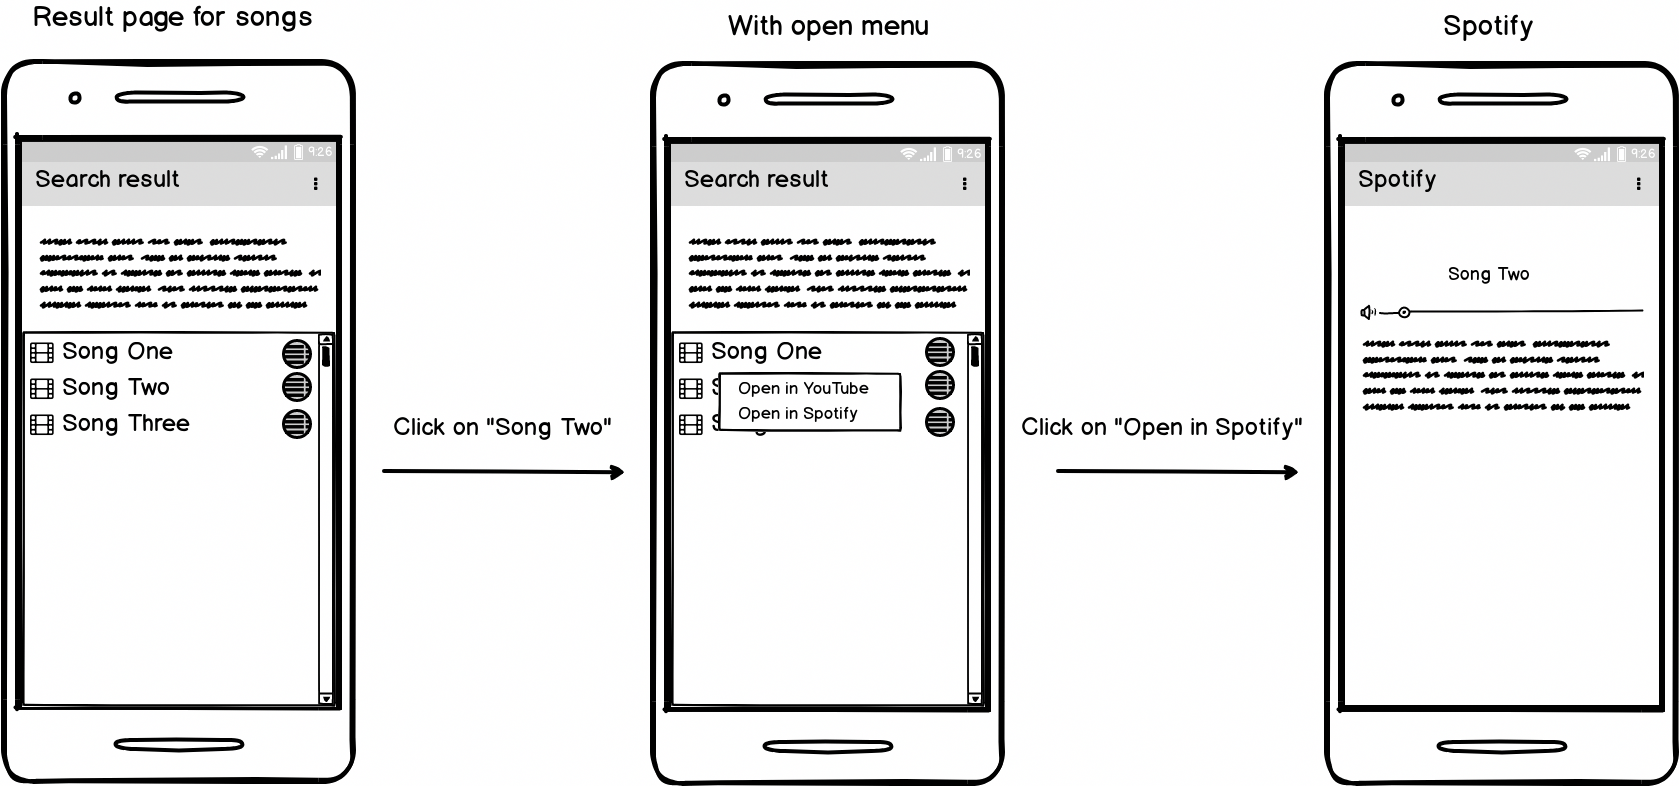 Result page for songs
9:26
Search result
Song One
Song Two
Song Three
Click on "Song Two"
With open menu
9:26
Search result
Song One
Open in YouTube
Open in Spotify
Click on "Open in Spotify"
Spotify
9:26
Spotify
Song Two